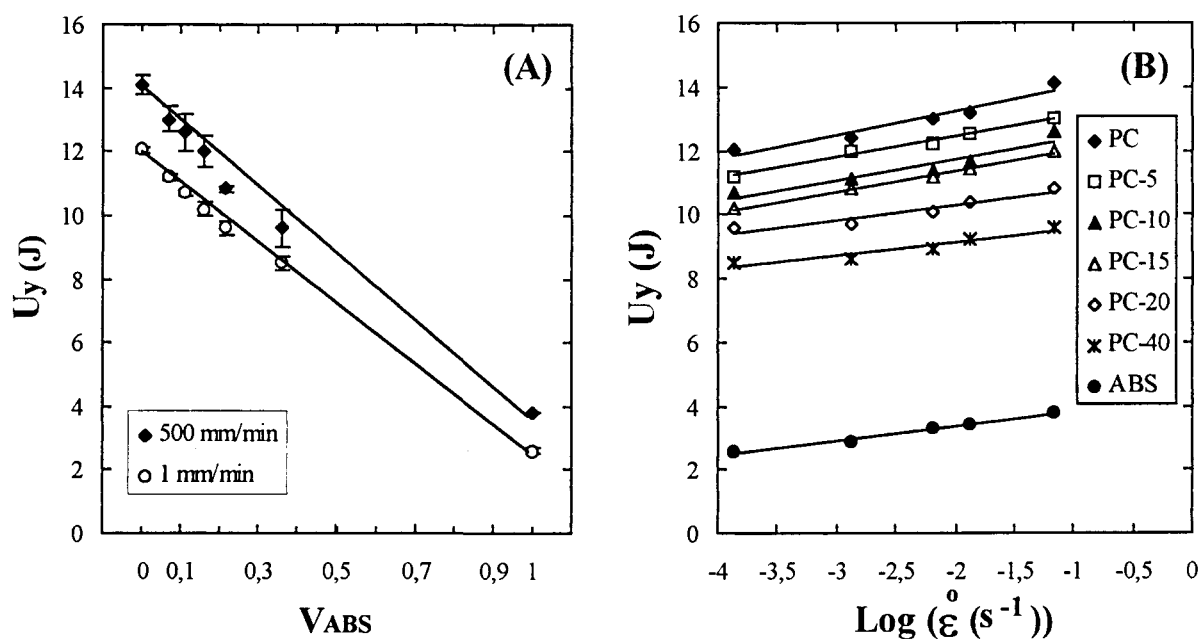 16
14
12
10
8
6
4
2
0
Uy (J)
(A)
500 mm/min
1 mm/min
0 0,1 0,3 0,5 0,7 0,9 1
VABS
16
14
12
10
8
6
4
2
0
Uy (J)
(B)
PC
PC-5
PC-10
PC-15
PC-20
PC-40
ABS
-4 -3,5 -3 -2,5 -2 -1,5 -1 -0,5 0
Log (ε° (s⁻¹))